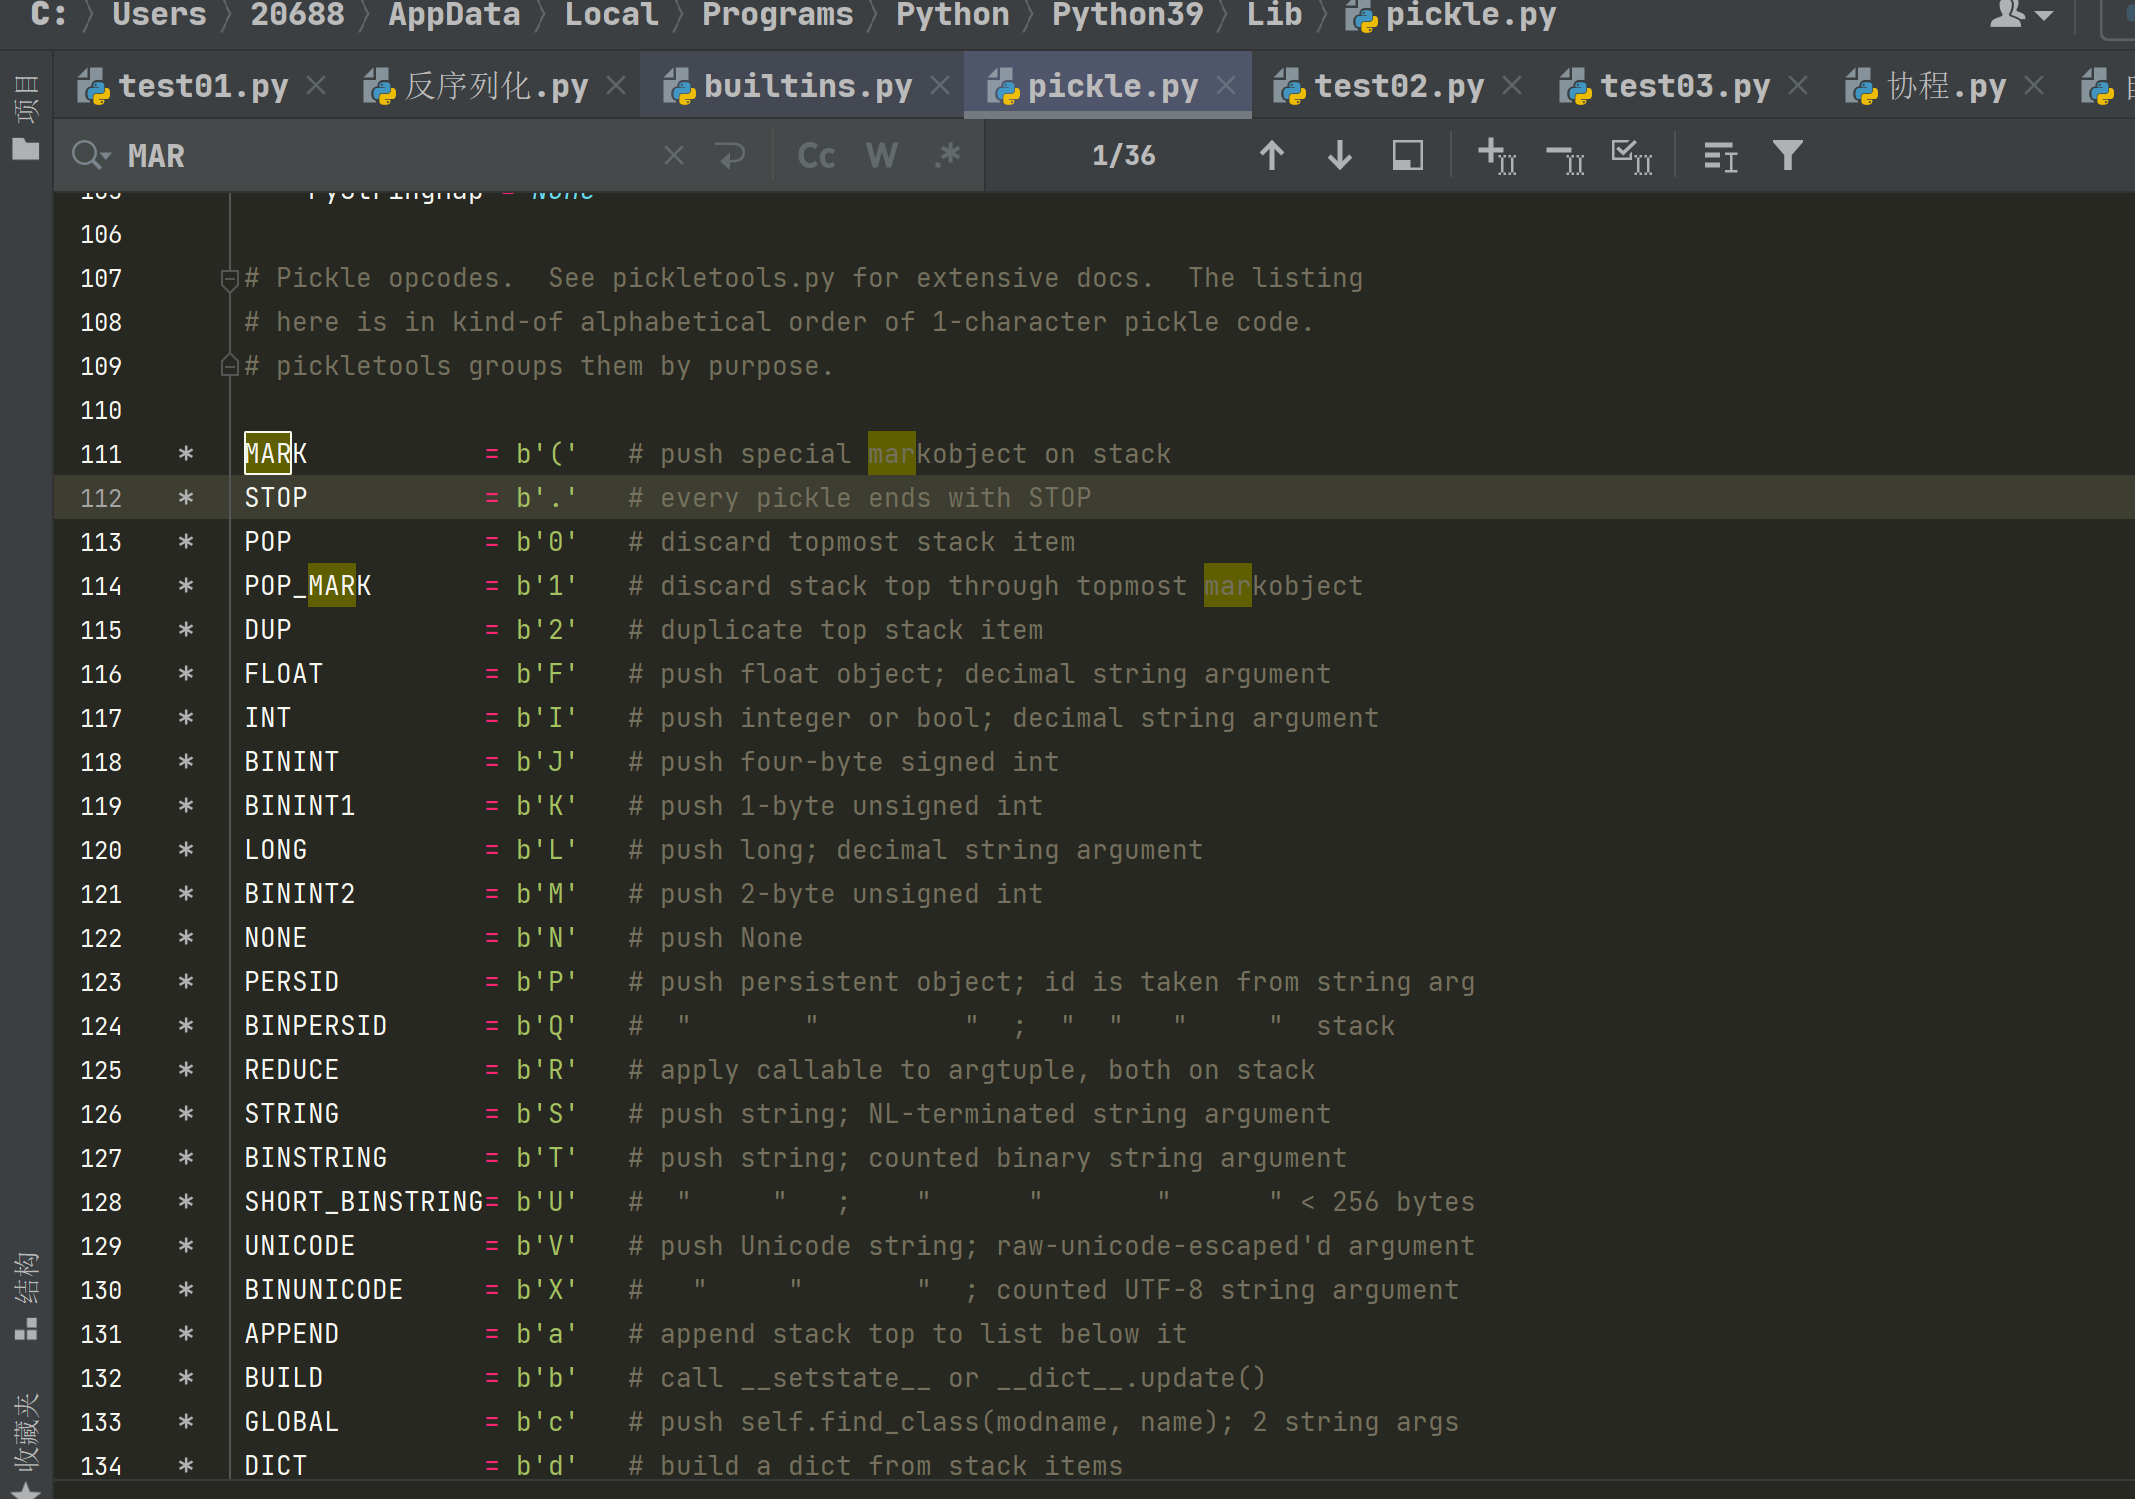 C: Users 20688 AppData Local Programs Python Python39 Lib pickle.py
test01.py 反序列化.py builtins.py pickle.py test02.py test03.py 协程.py
项目
MAR Cc W .* 1/36
105 PyStringMap = None
106
107 # Pickle opcodes.  See pickletools.py for extensive docs.  The listing
108 # here is in kind-of alphabetical order of 1-character pickle code.
109 # pickletools groups them by purpose.
110
111 * MARK           = b'('   # push special markobject on stack
112 * STOP           = b'.'   # every pickle ends with STOP
113 * POP            = b'0'   # discard topmost stack item
114 * POP_MARK       = b'1'   # discard stack top through topmost markobject
115 * DUP            = b'2'   # duplicate top stack item
116 * FLOAT          = b'F'   # push float object; decimal string argument
117 * INT            = b'I'   # push integer or bool; decimal string argument
118 * BININT         = b'J'   # push four-byte signed int
119 * BININT1        = b'K'   # push 1-byte unsigned int
120 * LONG           = b'L'   # push long; decimal string argument
121 * BININT2        = b'M'   # push 2-byte unsigned int
122 * NONE           = b'N'   # push None
123 * PERSID         = b'P'   # push persistent object; id is taken from string arg
124 * BINPERSID      = b'Q'   #  "       "         "  ;  "  "   "     "  stack
125 * REDUCE         = b'R'   # apply callable to argtuple, both on stack
126 * STRING         = b'S'   # push string; NL-terminated string argument
127 * BINSTRING      = b'T'   # push string; counted binary string argument
128 * SHORT_BINSTRING= b'U'   #  "     "   ;    "      "       "      " < 256 bytes
129 * UNICODE        = b'V'   # push Unicode string; raw-unicode-escaped'd argument
130 * BINUNICODE     = b'X'   #   "     "       "  ; counted UTF-8 string argument
131 * APPEND         = b'a'   # append stack top to list below it
132 * BUILD          = b'b'   # call __setstate__ or __dict__.update()
133 * GLOBAL         = b'c'   # push self.find_class(modname, name); 2 string args
134 * DICT           = b'd'   # build a dict from stack items
结构
收藏夹